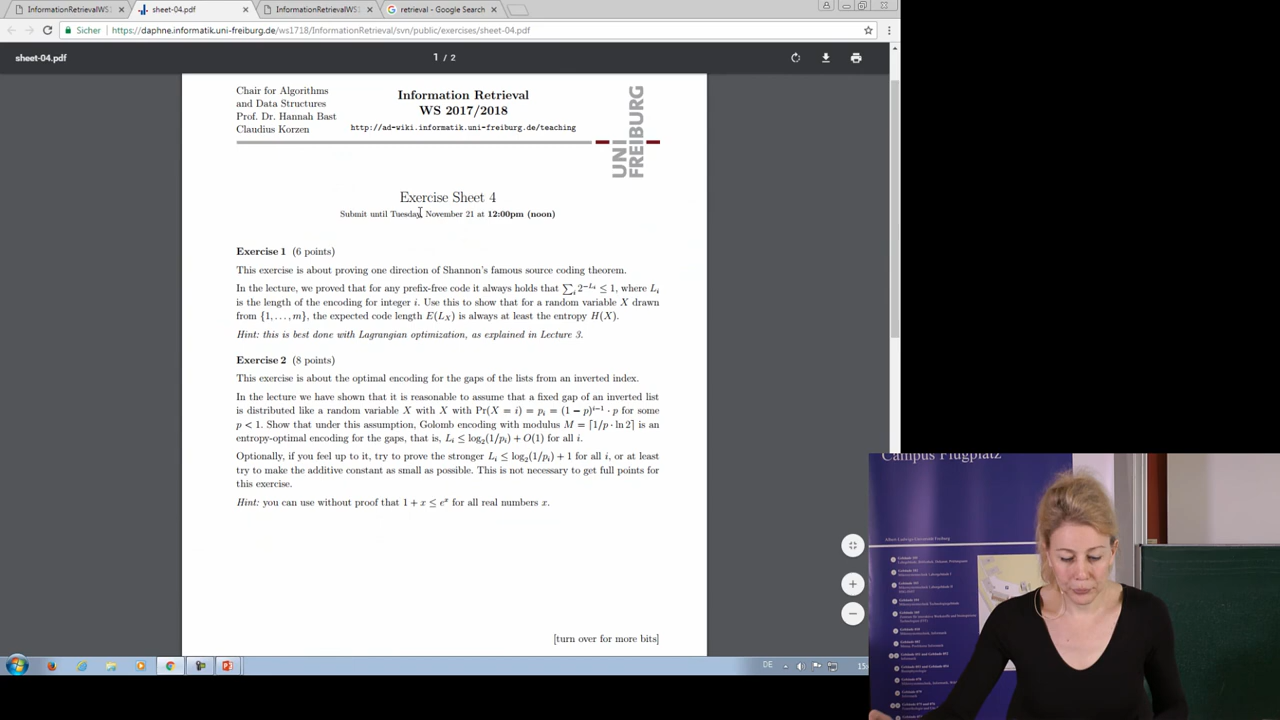 InformationRetrievalWS
sheet-04.pdf
InformationRetrievalWS
retrieval - Google Search
Sicher
https://daphne.informatik.uni-freiburg.de/ws1718/InformationRetrieval/svn/public/exercises/sheet-04.pdf
sheet-04.pdf
1 / 2
Chair for Algorithms
and Data Structures
Prof. Dr. Hannah Bast
Claudius Korzen
Information Retrieval
WS 2017/2018
http://ad-wiki.informatik.uni-freiburg.de/teaching
UNI
FREIBURG
Exercise Sheet 4
Submit until Tuesday, November 21 at 12:00pm (noon)
Exercise 1 (6 points)
This exercise is about proving one direction of Shannon's famous source coding theorem.
In the lecture, we proved that for any prefix-free code it always holds that ∑ᵢ 2^{-Lᵢ} ≤ 1, where Lᵢ
is the length of the encoding for integer i. Use this to show that for a random variable X drawn
from {1, . . . , m}, the expected code length E(L_X) is always at least the entropy H(X).
Hint: this is best done with Lagrangian optimization, as explained in Lecture 3.
Exercise 2 (8 points)
This exercise is about the optimal encoding for the gaps of the lists from an inverted index.
In the lecture we have shown that it is reasonable to assume that a fixed gap of an inverted list
is distributed like a random variable X with X with Pr(X = i) = pᵢ = (1 − p)^{i−1} · p for some
p < 1. Show that under this assumption, Golomb encoding with modulus M = ⌈1/p · ln 2⌉ is an
entropy-optimal encoding for the gaps, that is, Lᵢ ≤ log₂(1/pᵢ) + O(1) for all i.
Optionally, if you feel up to it, try to prove the stronger Lᵢ ≤ log₂(1/pᵢ) + 1 for all i, or at least
try to make the additive constant as small as possible. This is not necessary to get full points for
this exercise.
Hint: you can use without proof that 1 + x ≤ eˣ for all real numbers x.
[turn over for more bits]
DE
15:
Campus Flugplatz